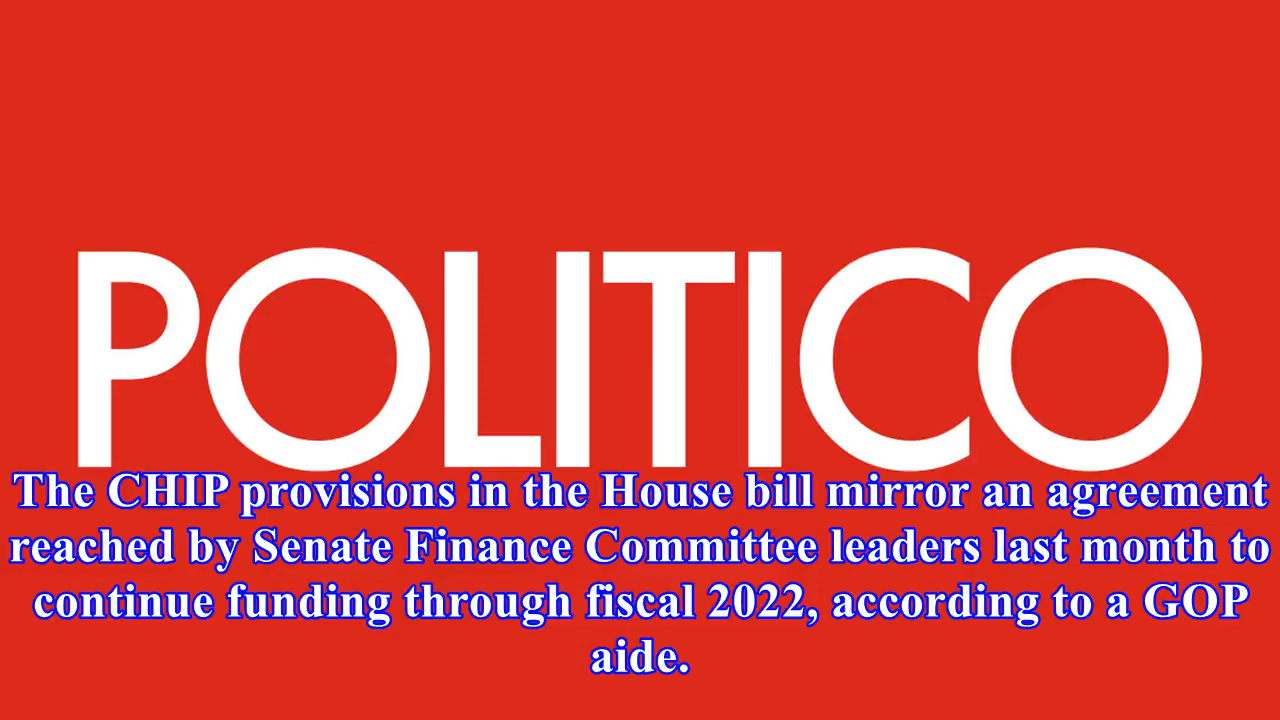 POLITICO
The CHIP provisions in the House bill mirror an agreement
reached by Senate Finance Committee leaders last month to
continue funding through fiscal 2022, according to a GOP
aide.